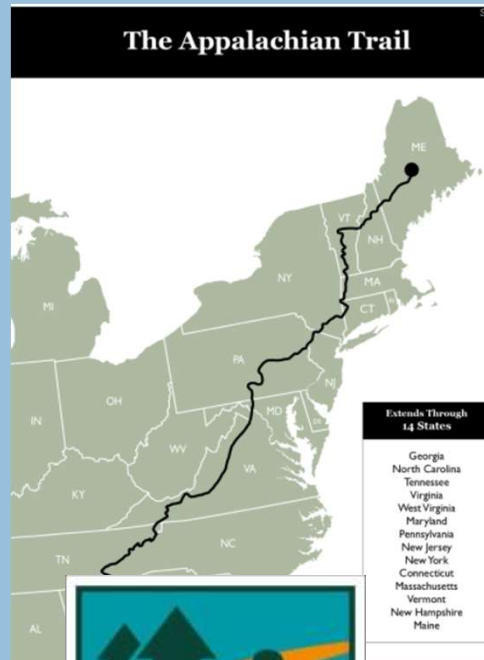 S
The Appalachian Trail
ME
VT
NH
NY
MA
CT
MI
PA
NJ
OH
IN
MD
DE
WV
VA
KY
NC
TN
AL
Extends Through
14 States
Georgia
North Carolina
Tennessee
Virginia
West Virginia
Maryland
Pennsylvania
New Jersey
New York
Connecticut
Massachusetts
Vermont
New Hampshire
Maine